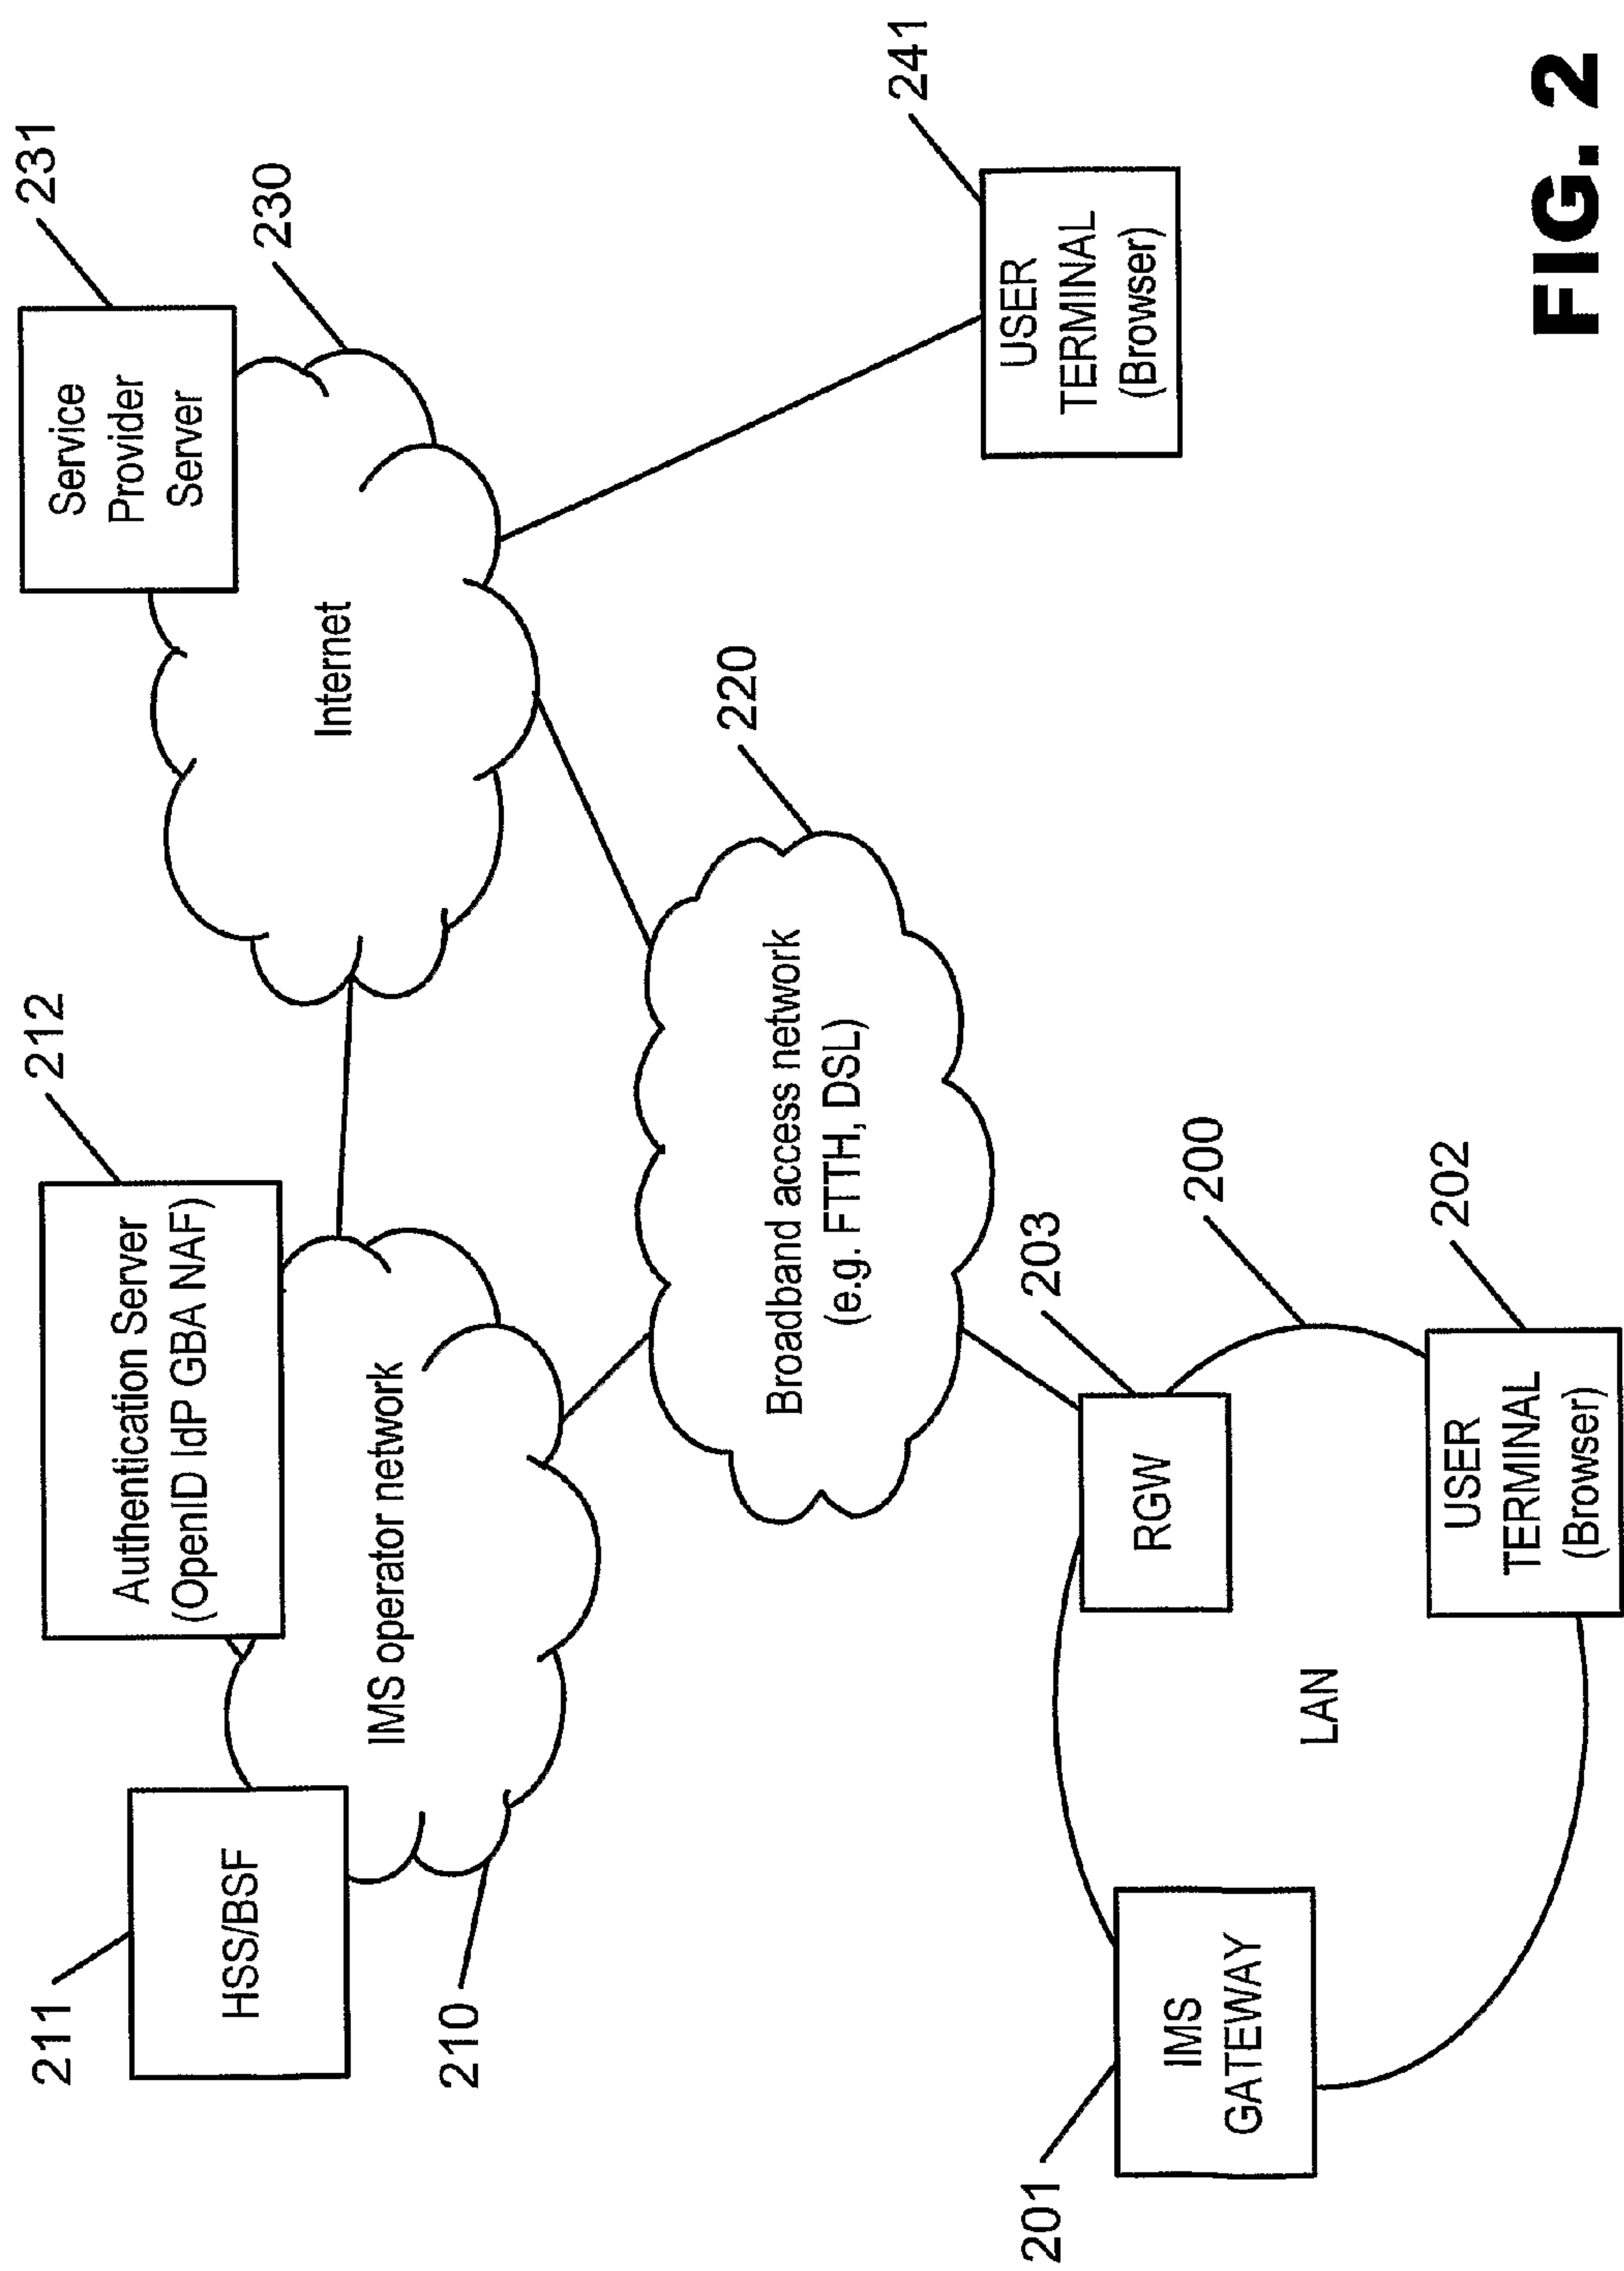 211
HSS/BSF
210
Authentication Server
(OpenID IdP GBA NAF)
212
IMS operator network
Service
Provider
Server
231
230
Internet
Broadband access network
(e.g. FTTH, DSL)
220
USER
TERMINAL
(Browser)
241
201
IMS
GATEWAY
LAN
RGW
203
200
USER
TERMINAL
(Browser)
202
FIG. 2